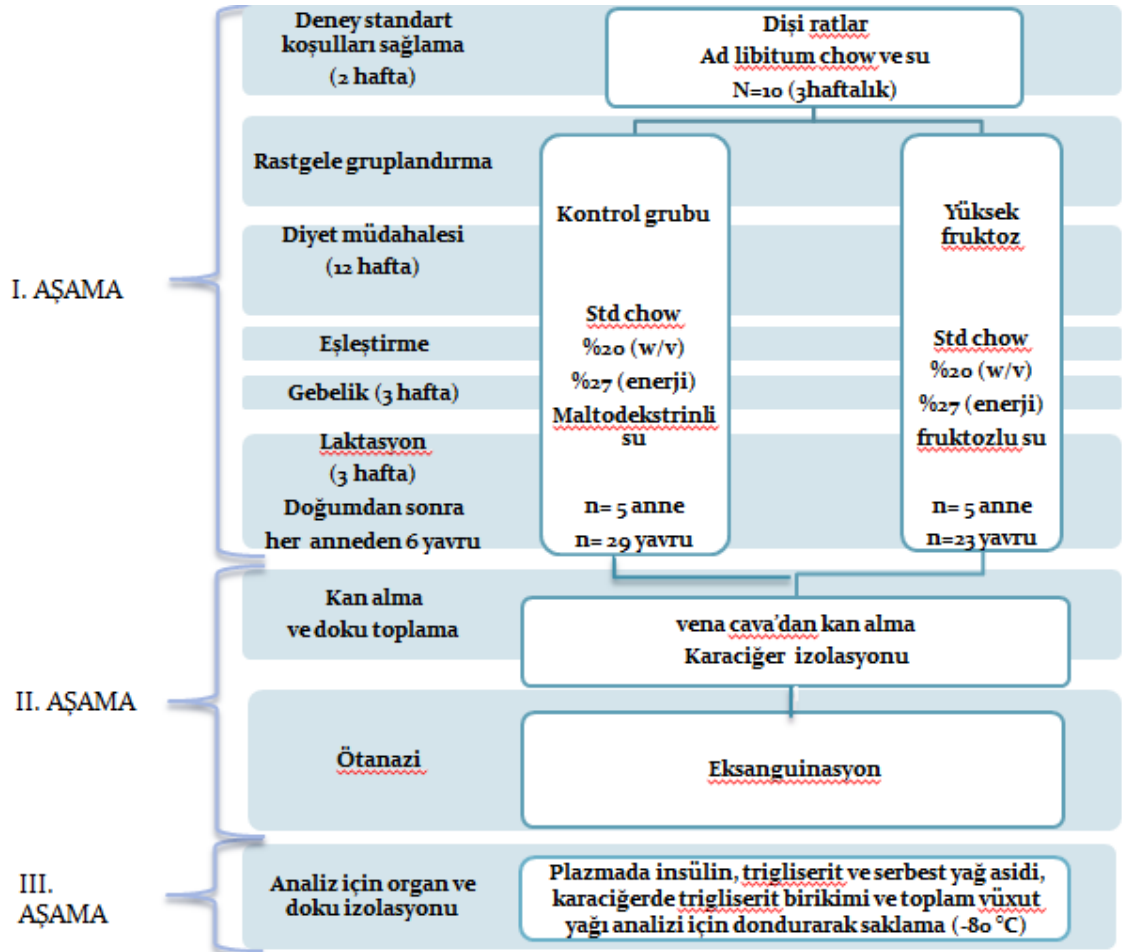 I. AŞAMA
Deney standart
koşulları sağlama
(2 hafta)
Dişi ratlar
Ad libitum chow ve su
N=10 (3haftalık)
Rastgele gruplandırma
Diyet müdahalesi
(12 hafta)
Eşleştirme
Gebelik (3 hafta)
Laktasyon
(3 hafta)
Doğumdan sonra
her anneden 6 yavru
Kontrol grubu
Std chow
%20 (w/v)
%27 (enerji)
Maltodekstrinli
su
n= 5 anne
n= 29 yavru
Yüksek
fruktoz
Std chow
%20 (w/v)
%27 (enerji)
fruktozlu su
n= 5 anne
n=23 yavru
II. AŞAMA
Kan alma
ve doku toplama
vena cava’dan kan alma
Karaciğer izolasyonu
Ötanazi
Eksanguinasyon
III.
AŞAMA
Analiz için organ ve
doku izolasyonu
Plazmada insülin, trigliserit ve serbest yağ asidi,
karaciğerde trigliserit birikimi ve toplam vüxut
yağı analizi için dondurarak saklama (-80 °C)